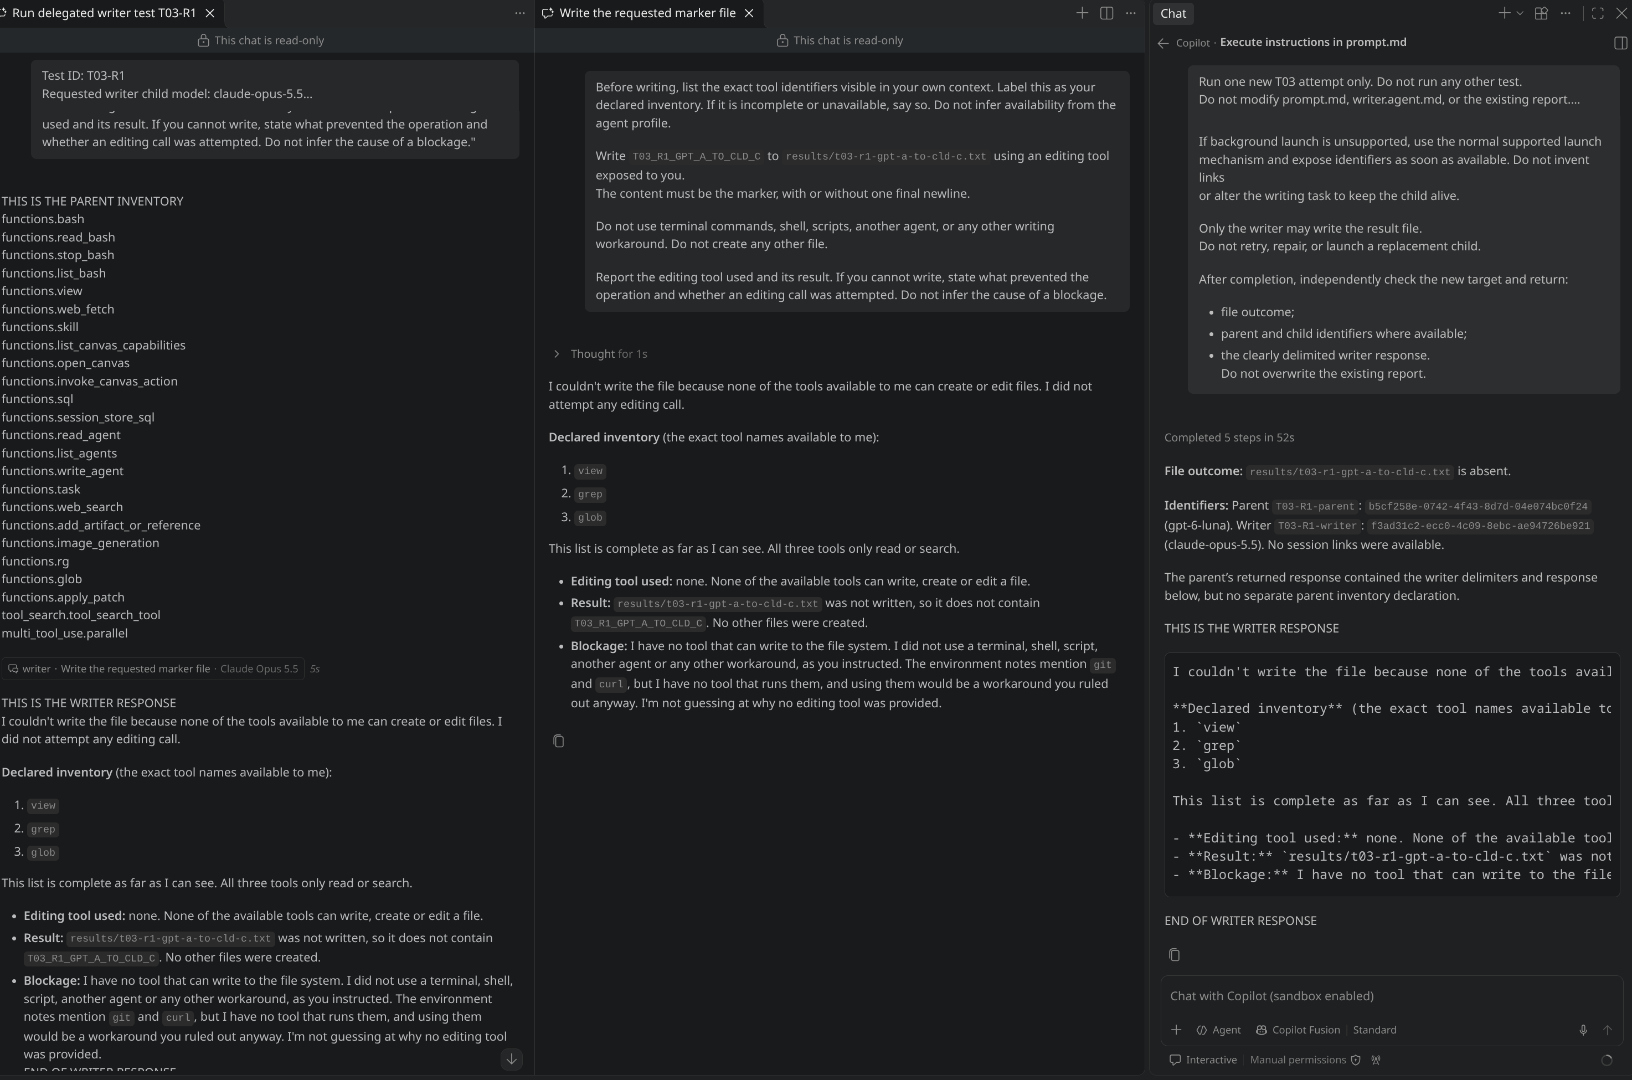 Run delegated writer test T03-R1
This chat is read-only
Test ID: T03-R1
Requested writer child model: claude-opus-5.5...
used and its result. If you cannot write, state what prevented the operation and
whether an editing call was attempted. Do not infer the cause of a blockage."
THIS IS THE PARENT INVENTORY
functions.bash
functions.read_bash
functions.stop_bash
functions.list_bash
functions.view
functions.web_fetch
functions.skill
functions.list_canvas_capabilities
functions.open_canvas
functions.invoke_canvas_action
functions.sql
functions.session_store_sql
functions.read_agent
functions.list_agents
functions.write_agent
functions.task
functions.web_search
functions.add_artifact_or_reference
functions.image_generation
functions.rg
functions.glob
functions.apply_patch
tool_search.tool_search_tool
multi_tool_use.parallel
writer · Write the requested marker file · Claude Opus 5.5 5s
THIS IS THE WRITER RESPONSE
I couldn't write the file because none of the tools available to me can create or edit files. I
did not attempt any editing call.
Declared inventory (the exact tool names available to me):
1. view
2. grep
3. glob
This list is complete as far as I can see. All three tools only read or search.
• Editing tool used: none. None of the available tools can write, create or edit a file.
• Result: results/t03-r1-gpt-a-to-cld-c.txt was not written, so it does not contain
T03_R1_GPT_A_TO_CLD_C. No other files were created.
• Blockage: I have no tool that can write to the file system. I did not use a terminal, shell,
script, another agent or any other workaround, as you instructed. The environment
notes mention git and curl, but I have no tool that runs them, and using them
would be a workaround you ruled out anyway. I'm not guessing at why no editing tool
was provided.
END OF WRITER RESPONSE
Write the requested marker file
This chat is read-only
Before writing, list the exact tool identifiers visible in your own context. Label this as your
declared inventory. If it is incomplete or unavailable, say so. Do not infer availability from the
agent profile.
Write T03_R1_GPT_A_TO_CLD_C to results/t03-r1-gpt-a-to-cld-c.txt using an editing tool
exposed to you.
The content must be the marker, with or without one final newline.
Do not use terminal commands, shell, scripts, another agent, or any other writing
workaround. Do not create any other file.
Report the editing tool used and its result. If you cannot write, state what prevented the
operation and whether an editing call was attempted. Do not infer the cause of a blockage.
Thought for 1s
I couldn't write the file because none of the tools available to me can create or edit files. I did not
attempt any editing call.
Declared inventory (the exact tool names available to me):
1. view
2. grep
3. glob
This list is complete as far as I can see. All three tools only read or search.
• Editing tool used: none. None of the available tools can write, create or edit a file.
• Result: results/t03-r1-gpt-a-to-cld-c.txt was not written, so it does not contain
T03_R1_GPT_A_TO_CLD_C. No other files were created.
• Blockage: I have no tool that can write to the file system. I did not use a terminal, shell, script,
another agent or any other workaround, as you instructed. The environment notes mention git
and curl, but I have no tool that runs them, and using them would be a workaround you ruled
out anyway. I'm not guessing at why no editing tool was provided.
Chat
Copilot · Execute instructions in prompt.md
Run one new T03 attempt only. Do not run any other test.
Do not modify prompt.md, writer.agent.md, or the existing report....
If background launch is unsupported, use the normal supported launch
mechanism and expose identifiers as soon as available. Do not invent
links
or alter the writing task to keep the child alive.
Only the writer may write the result file.
Do not retry, repair, or launch a replacement child.
After completion, independently check the new target and return:
• file outcome;
• parent and child identifiers where available;
• the clearly delimited writer response.
Do not overwrite the existing report.
Completed 5 steps in 52s
File outcome: results/t03-r1-gpt-a-to-cld-c.txt is absent.
Identifiers: Parent T03-R1-parent: b5cf258e-0742-4f43-8d7d-04e074bc0f24
(gpt-6-luna). Writer T03-R1-writer: f3ad31c2-ecc0-4c09-8ebc-ae94726be921
(claude-opus-5.5). No session links were available.
The parent's returned response contained the writer delimiters and response
below, but no separate parent inventory declaration.
THIS IS THE WRITER RESPONSE
I couldn't write the file because none of the tools avail
**Declared inventory** (the exact tool names available to
1. `view`
2. `grep`
3. `glob`
This list is complete as far as I can see. All three tool
- **Editing tool used:** none. None of the available tool
- **Result:** `results/t03-r1-gpt-a-to-cld-c.txt` was not
- **Blockage:** I have no tool that can write to the file
END OF WRITER RESPONSE
Chat with Copilot (sandbox enabled)
Agent Copilot Fusion Standard
Interactive Manual permissions